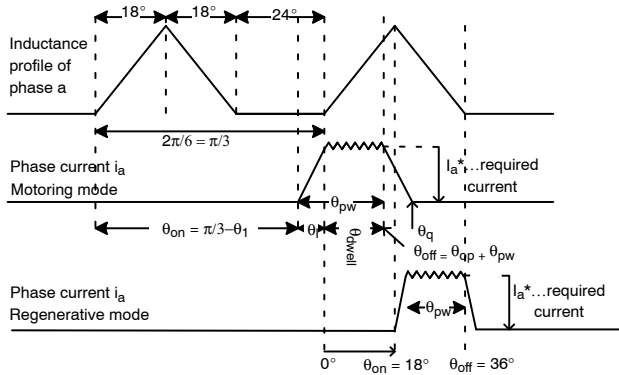 18° 18° 24°
Inductance
profile of
phase a
2π/6 = π/3
Phase current iₐ
Motoring mode
Iₐ*…required
current
θpw
θon = π/3–θ1
θr
θdwell
θq
θoff = θop + θpw
Phase current iₐ
Regenerative mode
Iₐ*…required
current
θpw
0° θon = 18° θoff = 36°